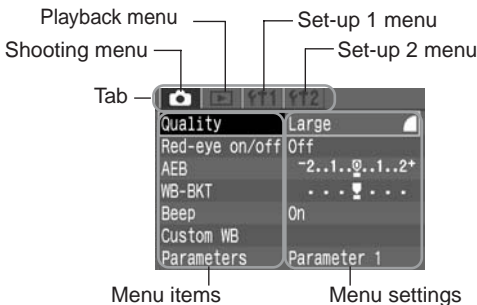 Playback menu
Set-up 1 menu
Shooting menu
Set-up 2 menu
Tab
1 2
Quality Large
Red-eye on/off Off
AEB -2..1..0..1..2+
WB-BKT
Beep On
Custom WB
Parameters Parameter 1
Menu items
Menu settings